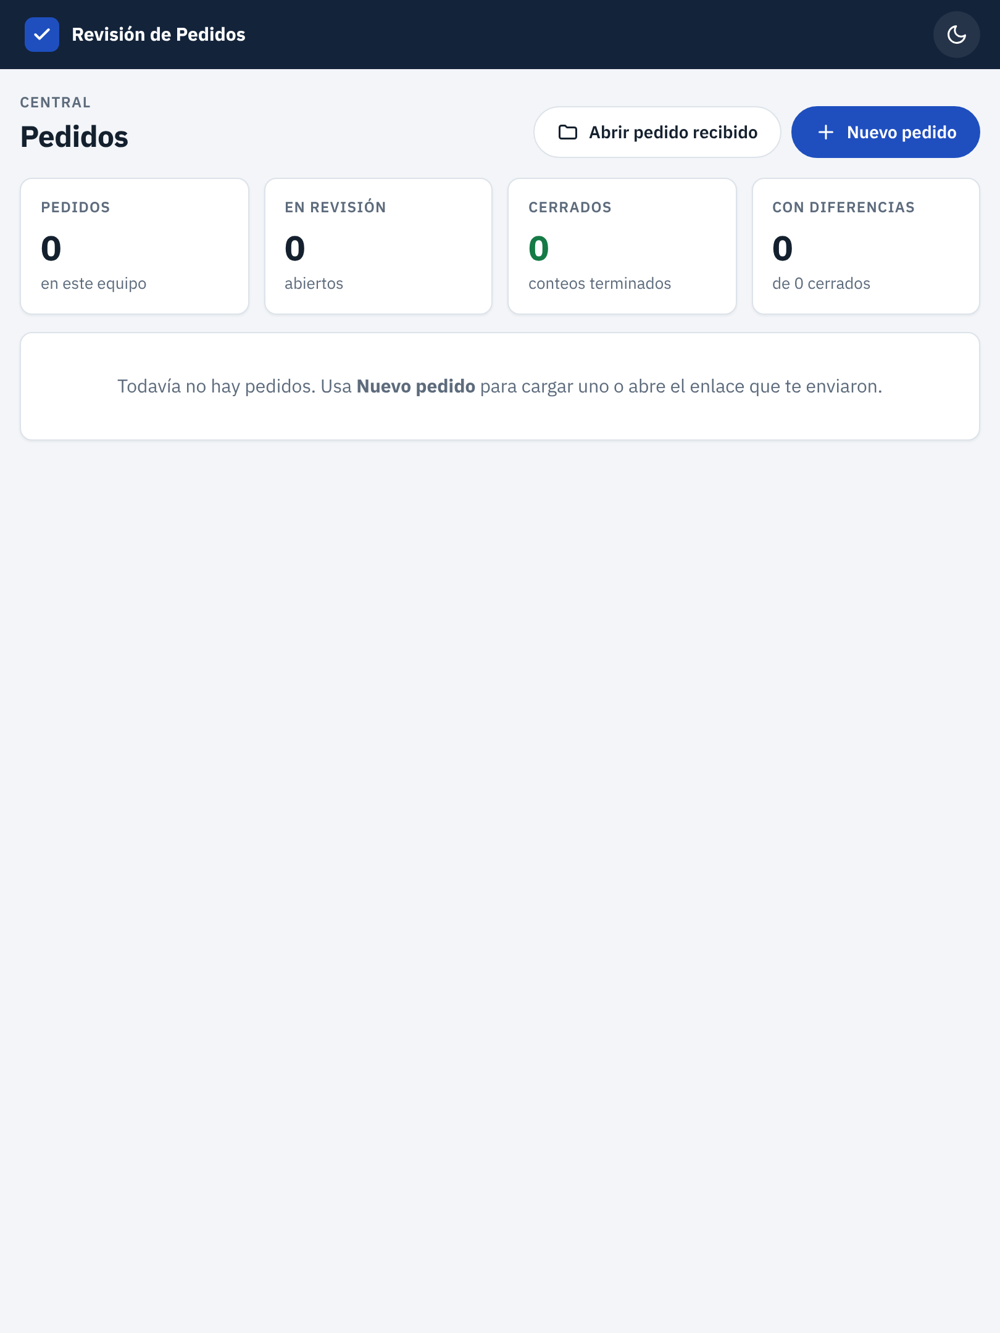 Revisión de Pedidos
CENTRAL
Pedidos
Abrir pedido recibido
Nuevo pedido
PEDIDOS
0
en este equipo
EN REVISIÓN
0
abiertos
CERRADOS
0
conteos terminados
CON DIFERENCIAS
0
de 0 cerrados
Todavía no hay pedidos. Usa Nuevo pedido para cargar uno o abre el enlace que te enviaron.